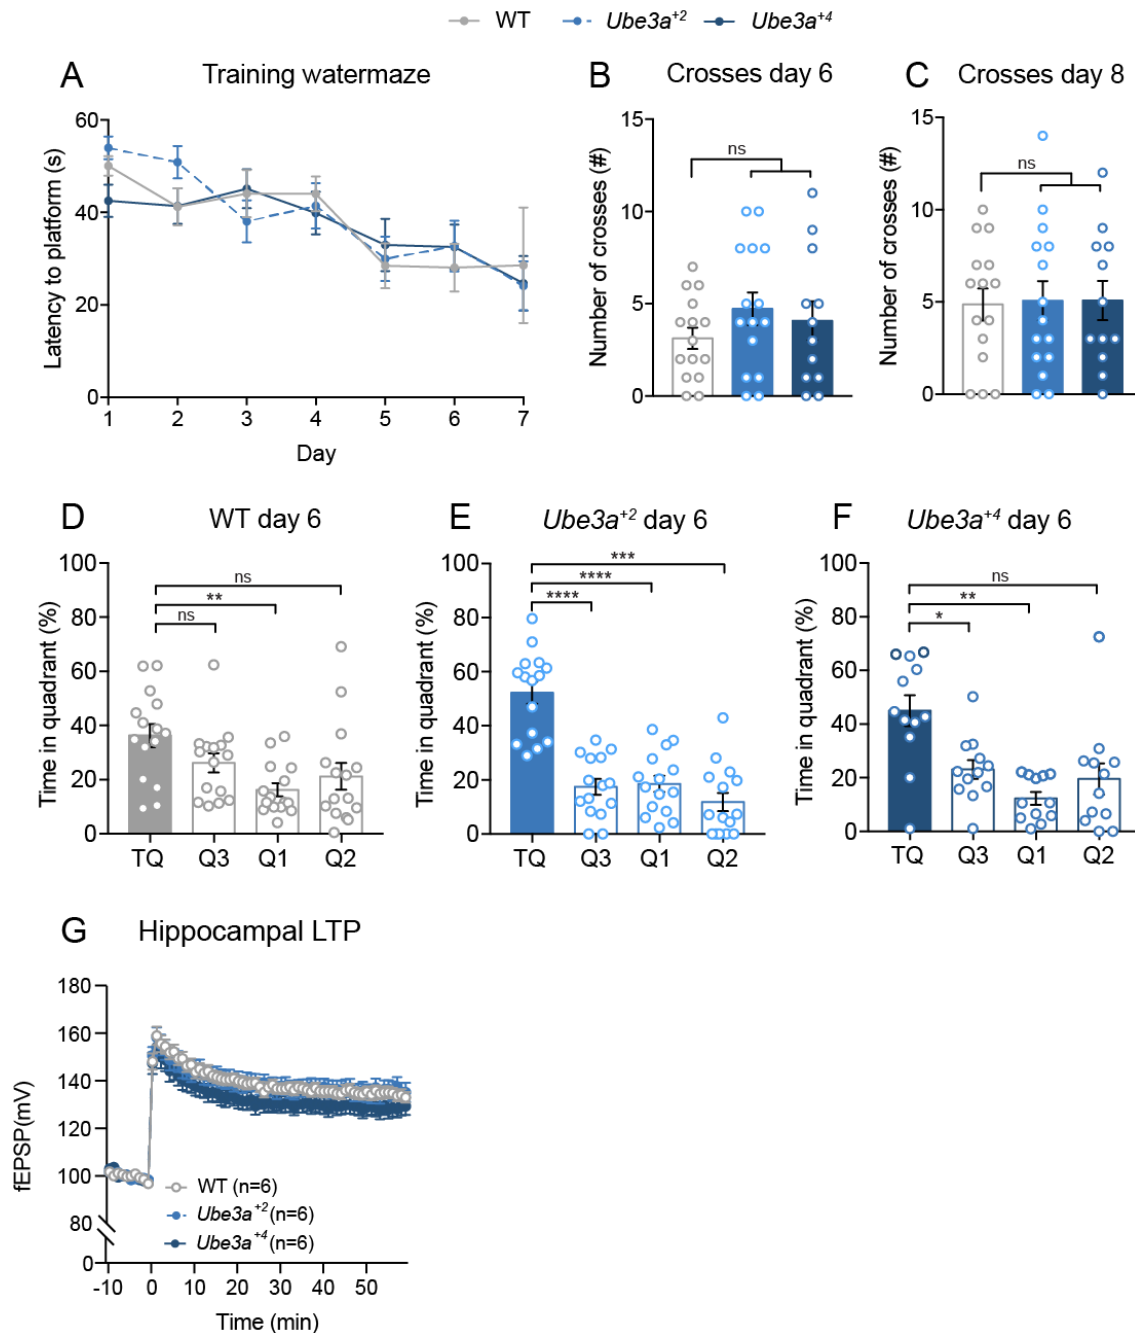 WT Ube3a+2 Ube3a+4
A Training watermaze
Latency to platform (s)
60
40
20
0
1 2 3 4 5 6 7
Day
B Crosses day 6
Number of crosses (#)
15
10
5
0
ns
C Crosses day 8
Number of crosses (#)
15
10
5
0
ns
D WT day 6
Time in quadrant (%)
100
80
60
40
20
0
ns
**
ns
TQ Q3 Q1 Q2
E Ube3a+2 day 6
Time in quadrant (%)
100
80
60
40
20
0
***
****
****
TQ Q3 Q1 Q2
F Ube3a+4 day 6
Time in quadrant (%)
100
80
60
40
20
0
ns
**
*
TQ Q3 Q1 Q2
G Hippocampal LTP
fEPSP(mV)
180
160
140
120
100
80
0
WT (n=6)
Ube3a+2 (n=6)
Ube3a+4 (n=6)
-10 0 10 20 30 40 50
Time (min)